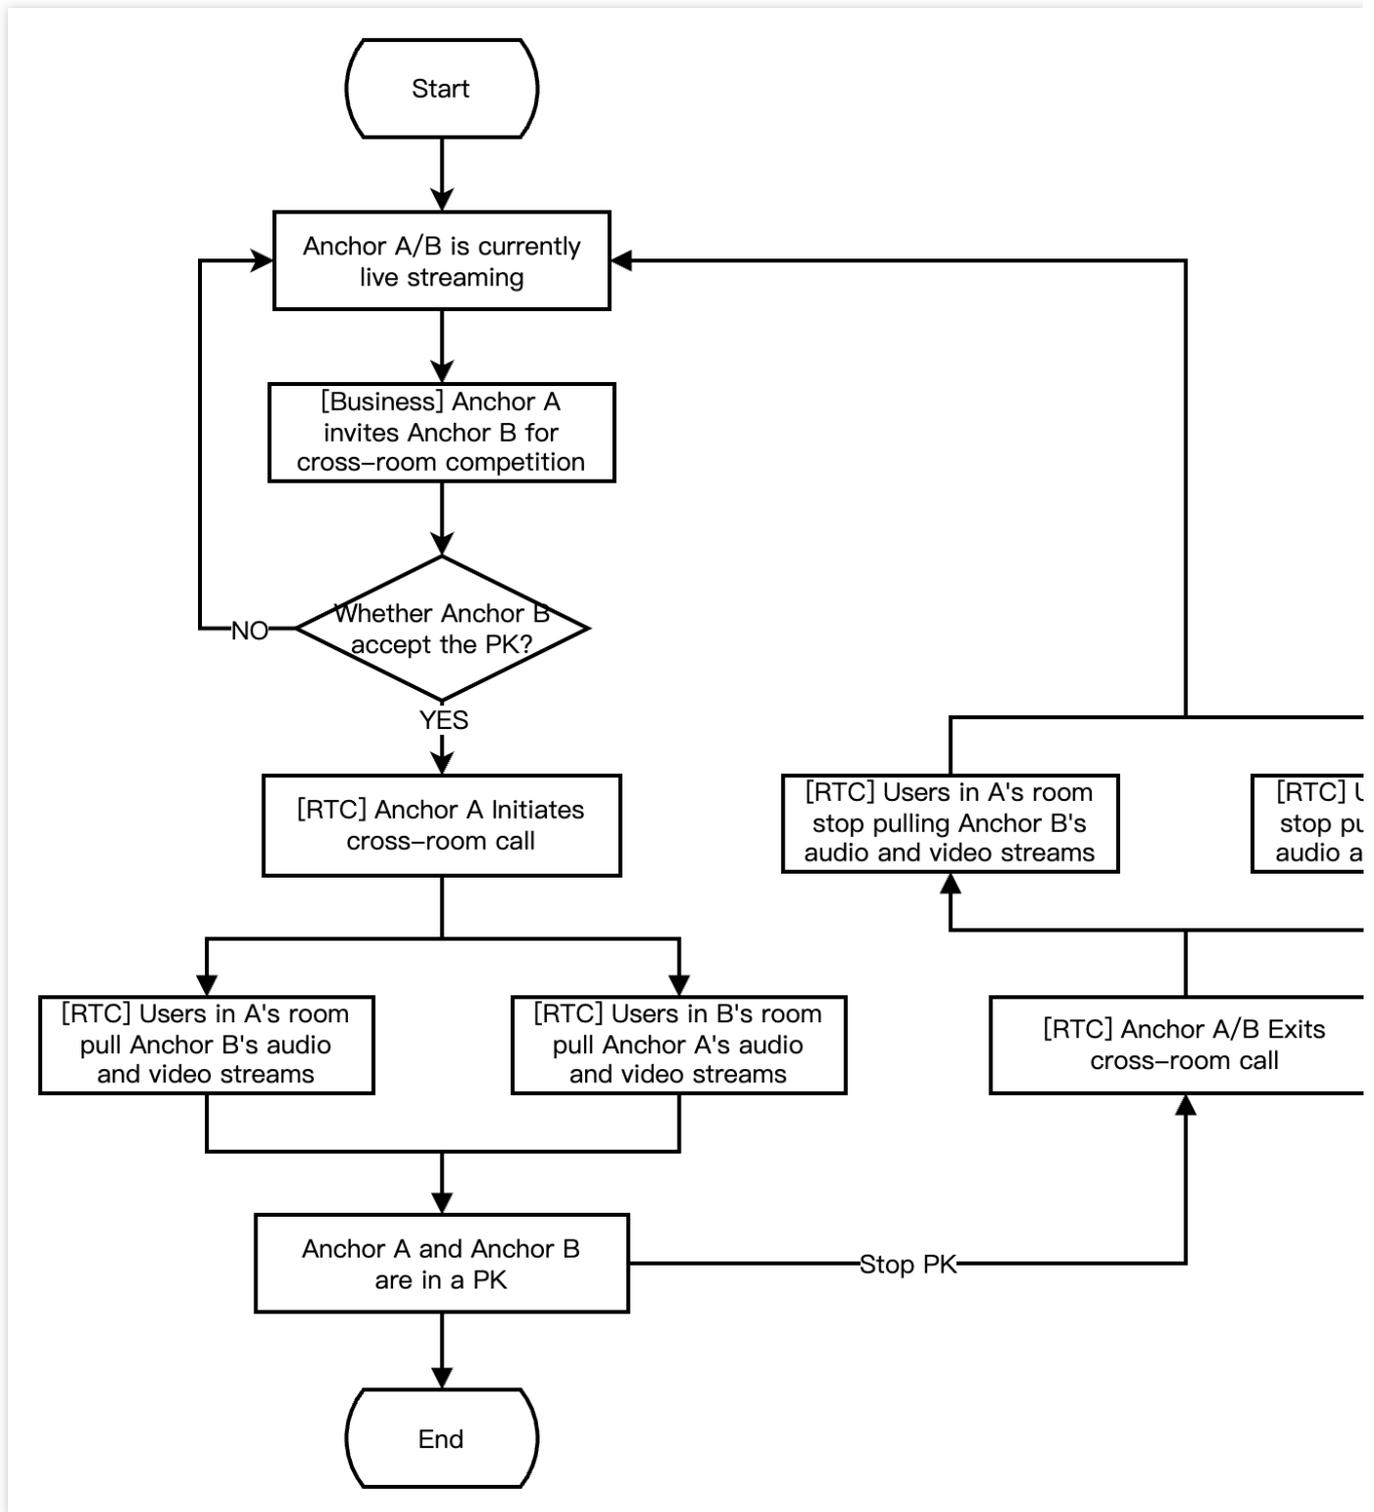 Start
Anchor A/B is currently
live streaming
[Business] Anchor A
invites Anchor B for
cross–room competition
Whether Anchor B
accept the PK?
NO
YES
[RTC] Anchor A Initiates
cross–room call
[RTC] Users in A's room
stop pulling Anchor B's
audio and video streams
[RTC]
stop
audio
[RTC] Users in A's room
pull Anchor B's audio
and video streams
[RTC] Users in B's room
pull Anchor A's audio
and video streams
[RTC] Anchor A/B Exits
cross–room call
Anchor A and Anchor B
are in a PK
Stop PK
End